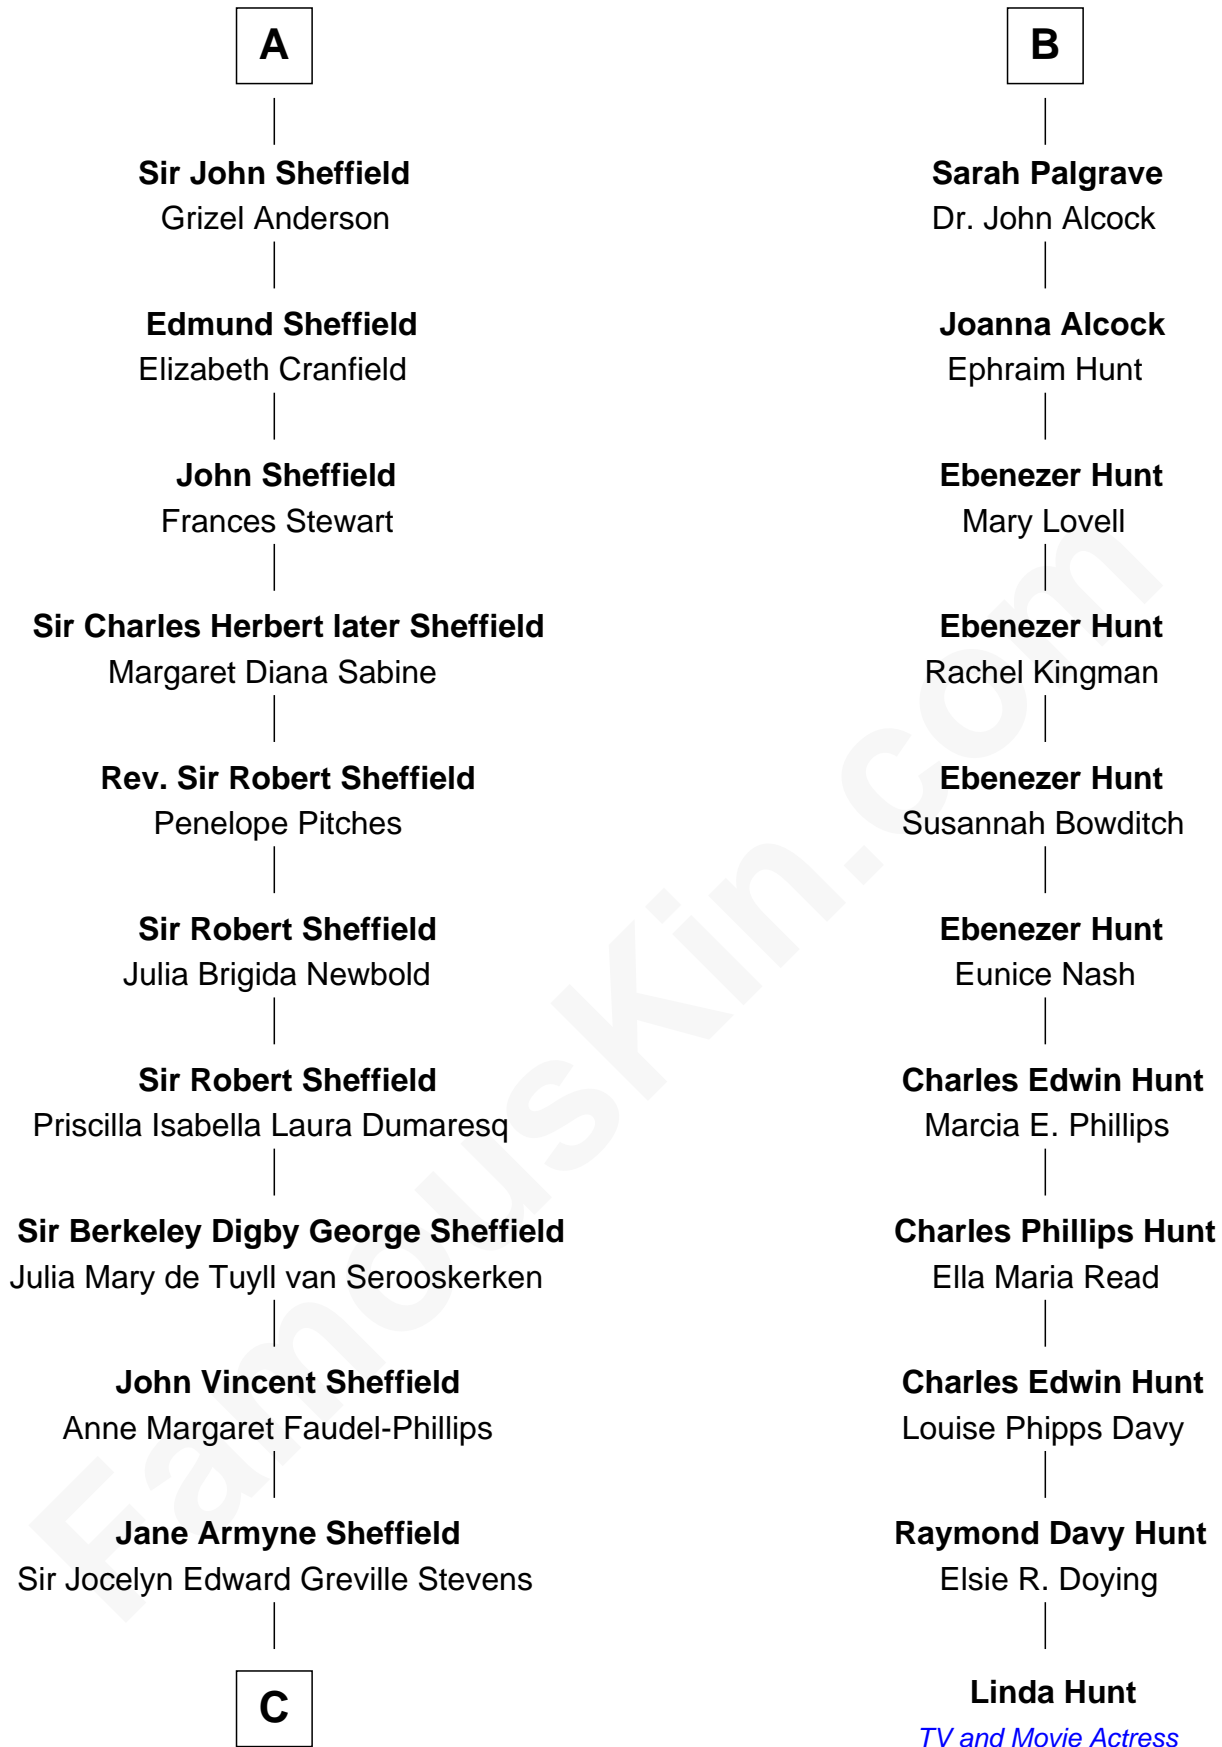 A
Sir John Sheffield
Grizel Anderson
Edmund Sheffield
Elizabeth Cranfield
John Sheffield
Frances Stewart
Sir Charles Herbert later Sheffield
Margaret Diana Sabine
Rev. Sir Robert Sheffield
Penelope Pitches
Sir Robert Sheffield
Julia Brigida Newbold
Sir Robert Sheffield
Priscilla Isabella Laura Dumaresq
Sir Berkeley Digby George Sheffield
Julia Mary de Tuyll van Serooskerken
John Vincent Sheffield
Anne Margaret Faudel-Phillips
Jane Armyne Sheffield
Sir Jocelyn Edward Greville Stevens
C
B
Sarah Palgrave
Dr. John Alcock
Joanna Alcock
Ephraim Hunt
Ebenezer Hunt
Mary Lovell
Ebenezer Hunt
Rachel Kingman
Ebenezer Hunt
Susannah Bowditch
Ebenezer Hunt
Eunice Nash
Charles Edwin Hunt
Marcia E. Phillips
Charles Phillips Hunt
Ella Maria Read
Charles Edwin Hunt
Louise Phipps Davy
Raymond Davy Hunt
Elsie R. Doying
Linda Hunt
TV and Movie Actress
FamousKin.com